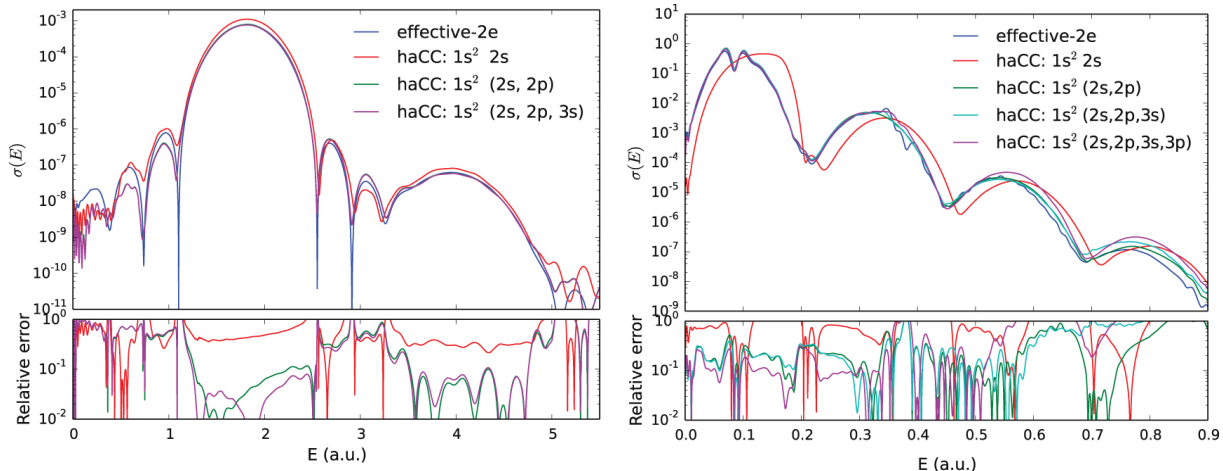 10⁻³
10⁻⁴
10⁻⁵
10⁻⁶
10⁻⁷
10⁻⁸
10⁻⁹
10⁻¹⁰
10⁻¹¹
σ(E)
effective-2e
haCC: 1s² 2s
haCC: 1s² (2s, 2p)
haCC: 1s² (2s, 2p, 3s)
10⁰
10⁻¹
10⁻²
Relative error
0 1 2 3 4 5
E (a.u.)
10¹
10⁰
10⁻¹
10⁻²
10⁻³
10⁻⁴
10⁻⁵
10⁻⁶
10⁻⁷
10⁻⁸
10⁻⁹
σ(E)
effective-2e
haCC: 1s² 2s
haCC: 1s² (2s,2p)
haCC: 1s² (2s,2p,3s)
haCC: 1s² (2s,2p,3s,3p)
10⁰
10⁻¹
10⁻²
Relative error
0.0 0.1 0.2 0.3 0.4 0.5 0.6 0.7 0.8 0.9
E (a.u.)